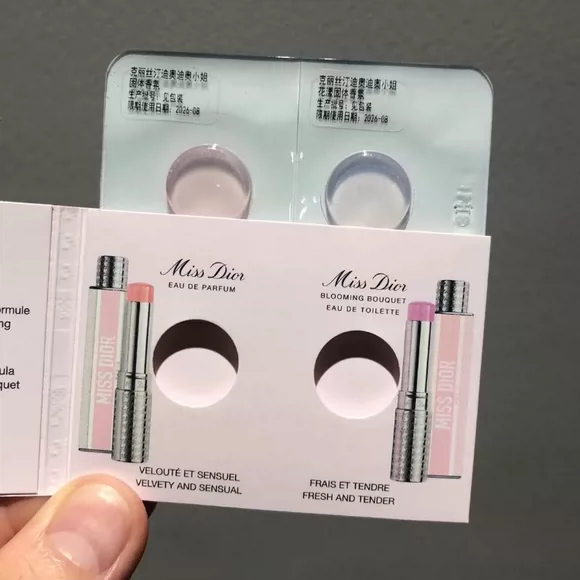 克丽丝汀迪奥迪奥小姐
固体香氛
生产批号：见包装
限期使用日期：2026-08
克丽丝汀迪奥迪奥小姐
花漾固体香氛
生产批号：见包装
限期使用日期：2026-08
ormule
ng
ula
quet
MISS DIOR
Miss Dior
EAU DE PARFUM
VELOUTÉ ET SENSUEL
VELVETY AND SENSUAL
Miss Dior
BLOOMING BOUQUET
EAU DE TOILETTE
MISS DIOR
FRAIS ET TENDRE
FRESH AND TENDER